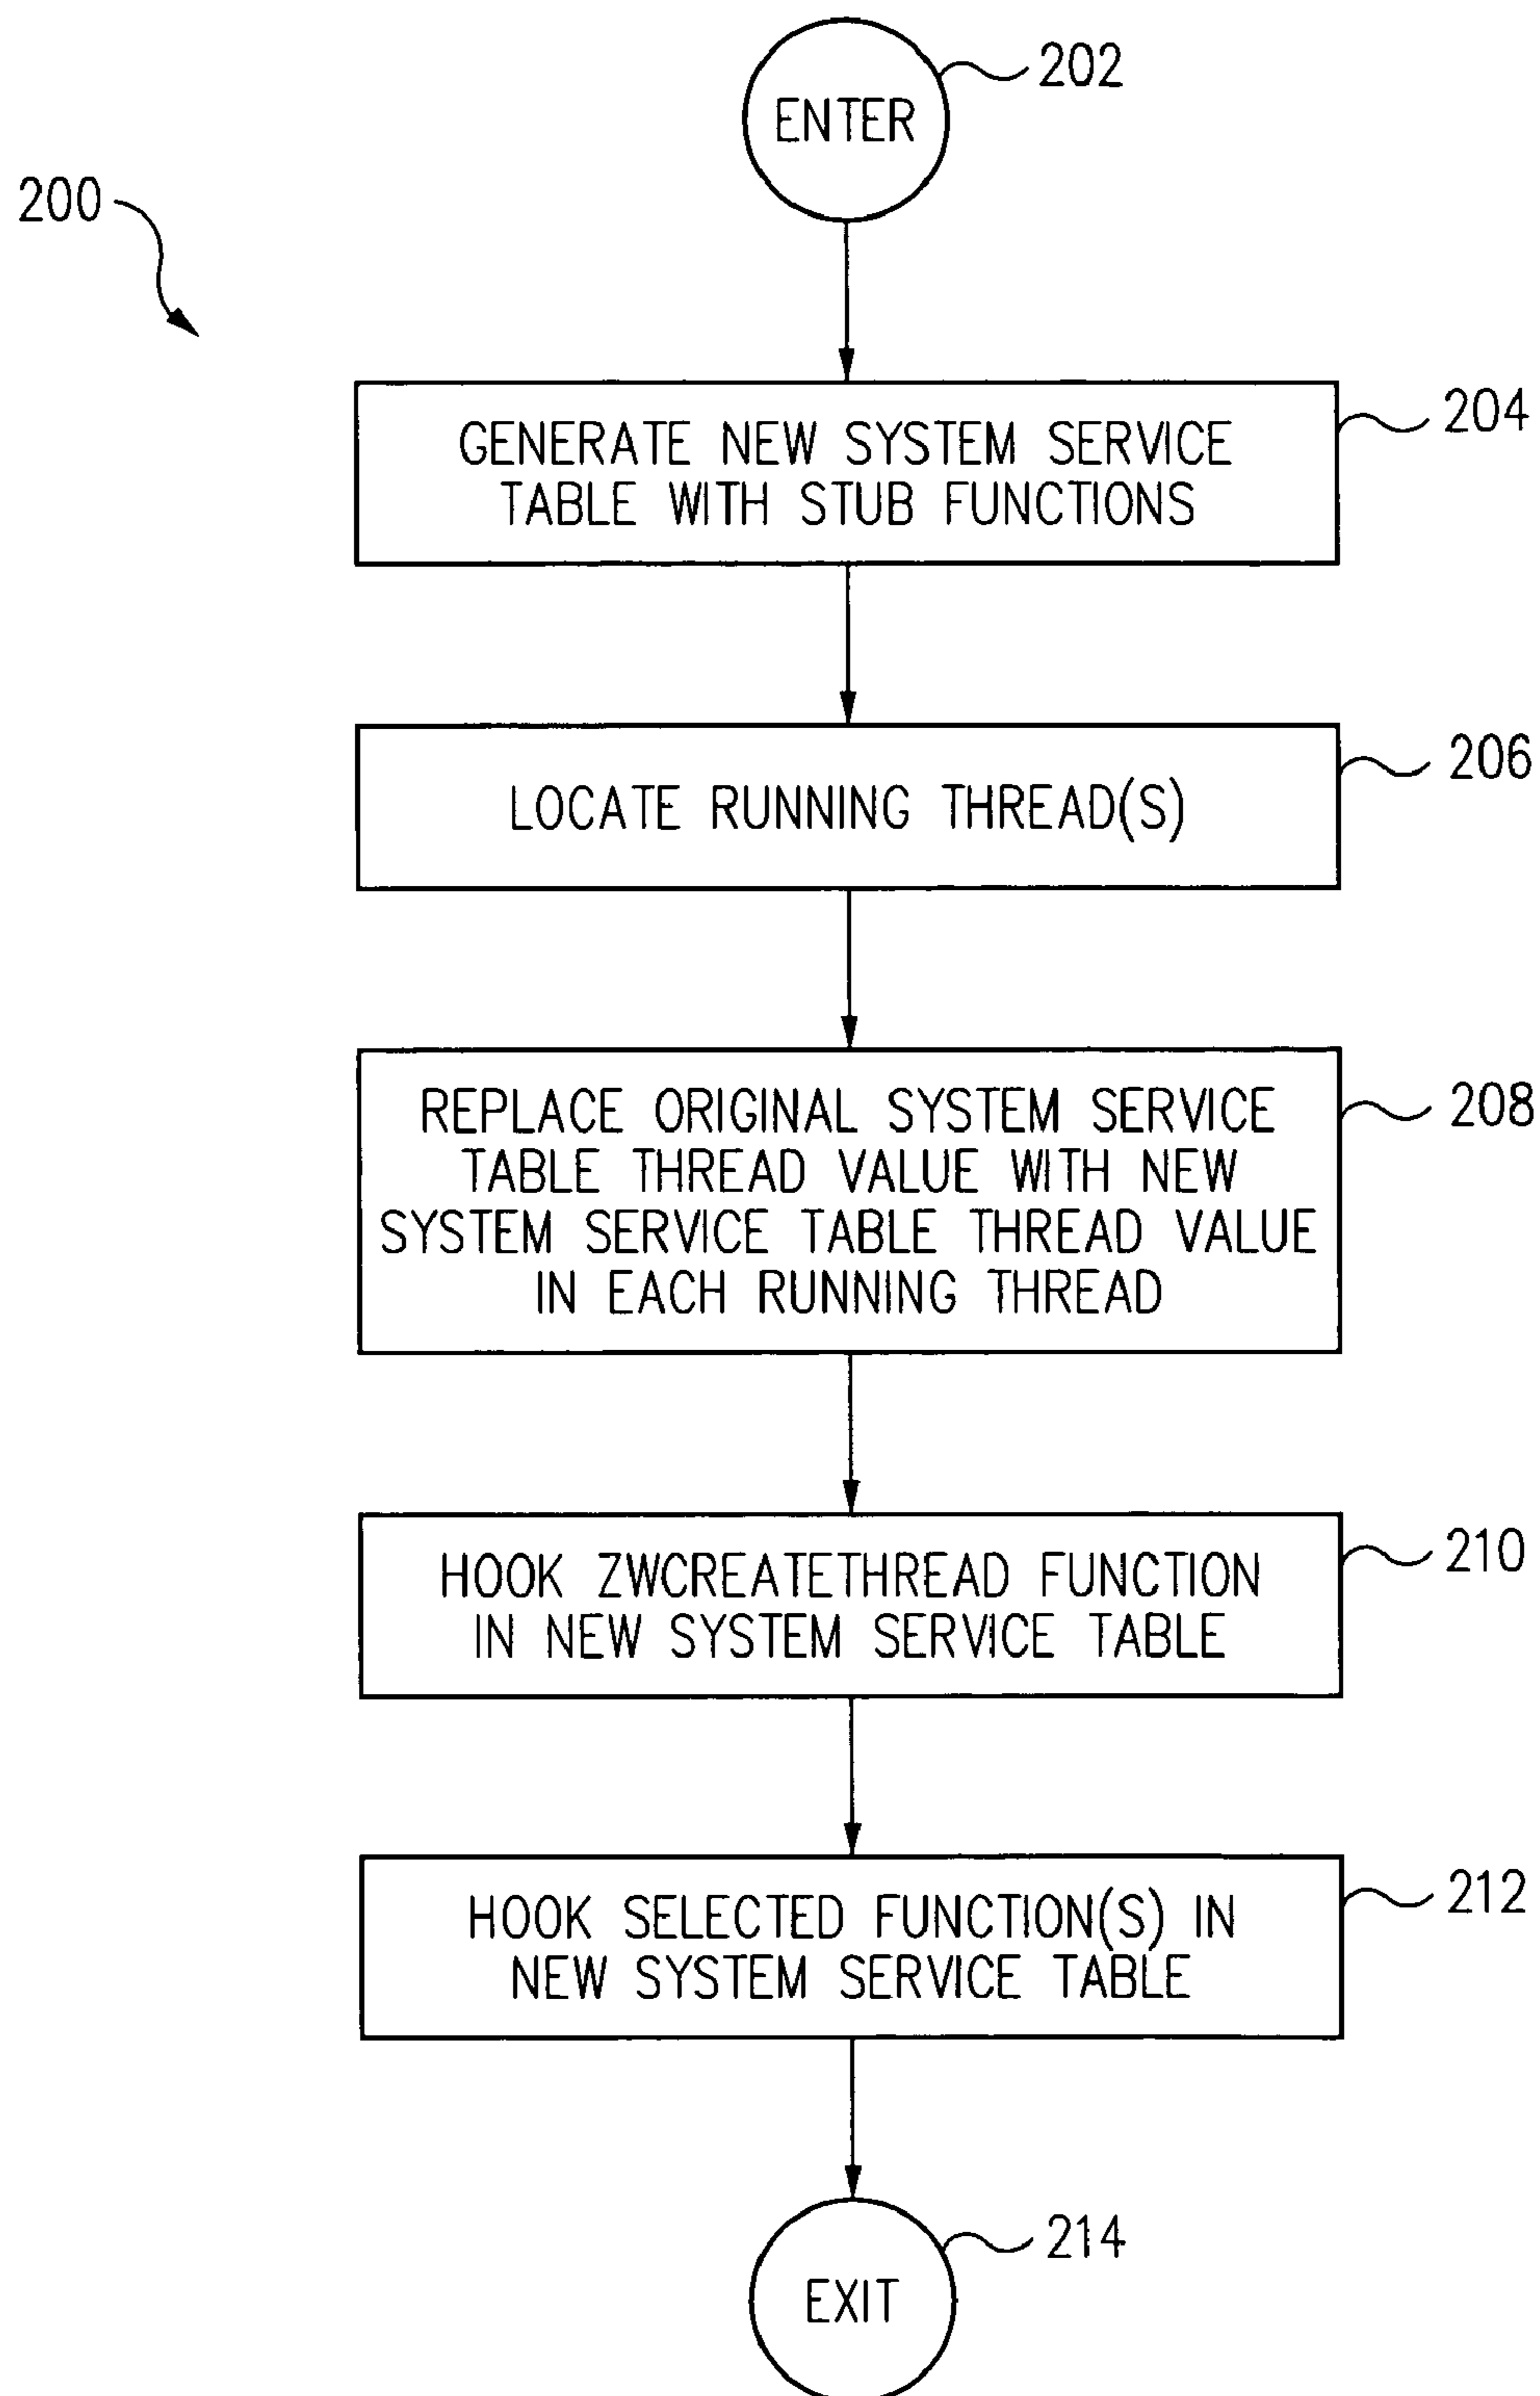 202
ENTER
200
204
GENERATE NEW SYSTEM SERVICE
TABLE WITH STUB FUNCTIONS
206
LOCATE RUNNING THREAD(S)
208
REPLACE ORIGINAL SYSTEM SERVICE
TABLE THREAD VALUE WITH NEW
SYSTEM SERVICE TABLE THREAD VALUE
IN EACH RUNNING THREAD
210
HOOK ZWCREATETHREAD FUNCTION
IN NEW SYSTEM SERVICE TABLE
212
HOOK SELECTED FUNCTION(S) IN
NEW SYSTEM SERVICE TABLE
214
EXIT